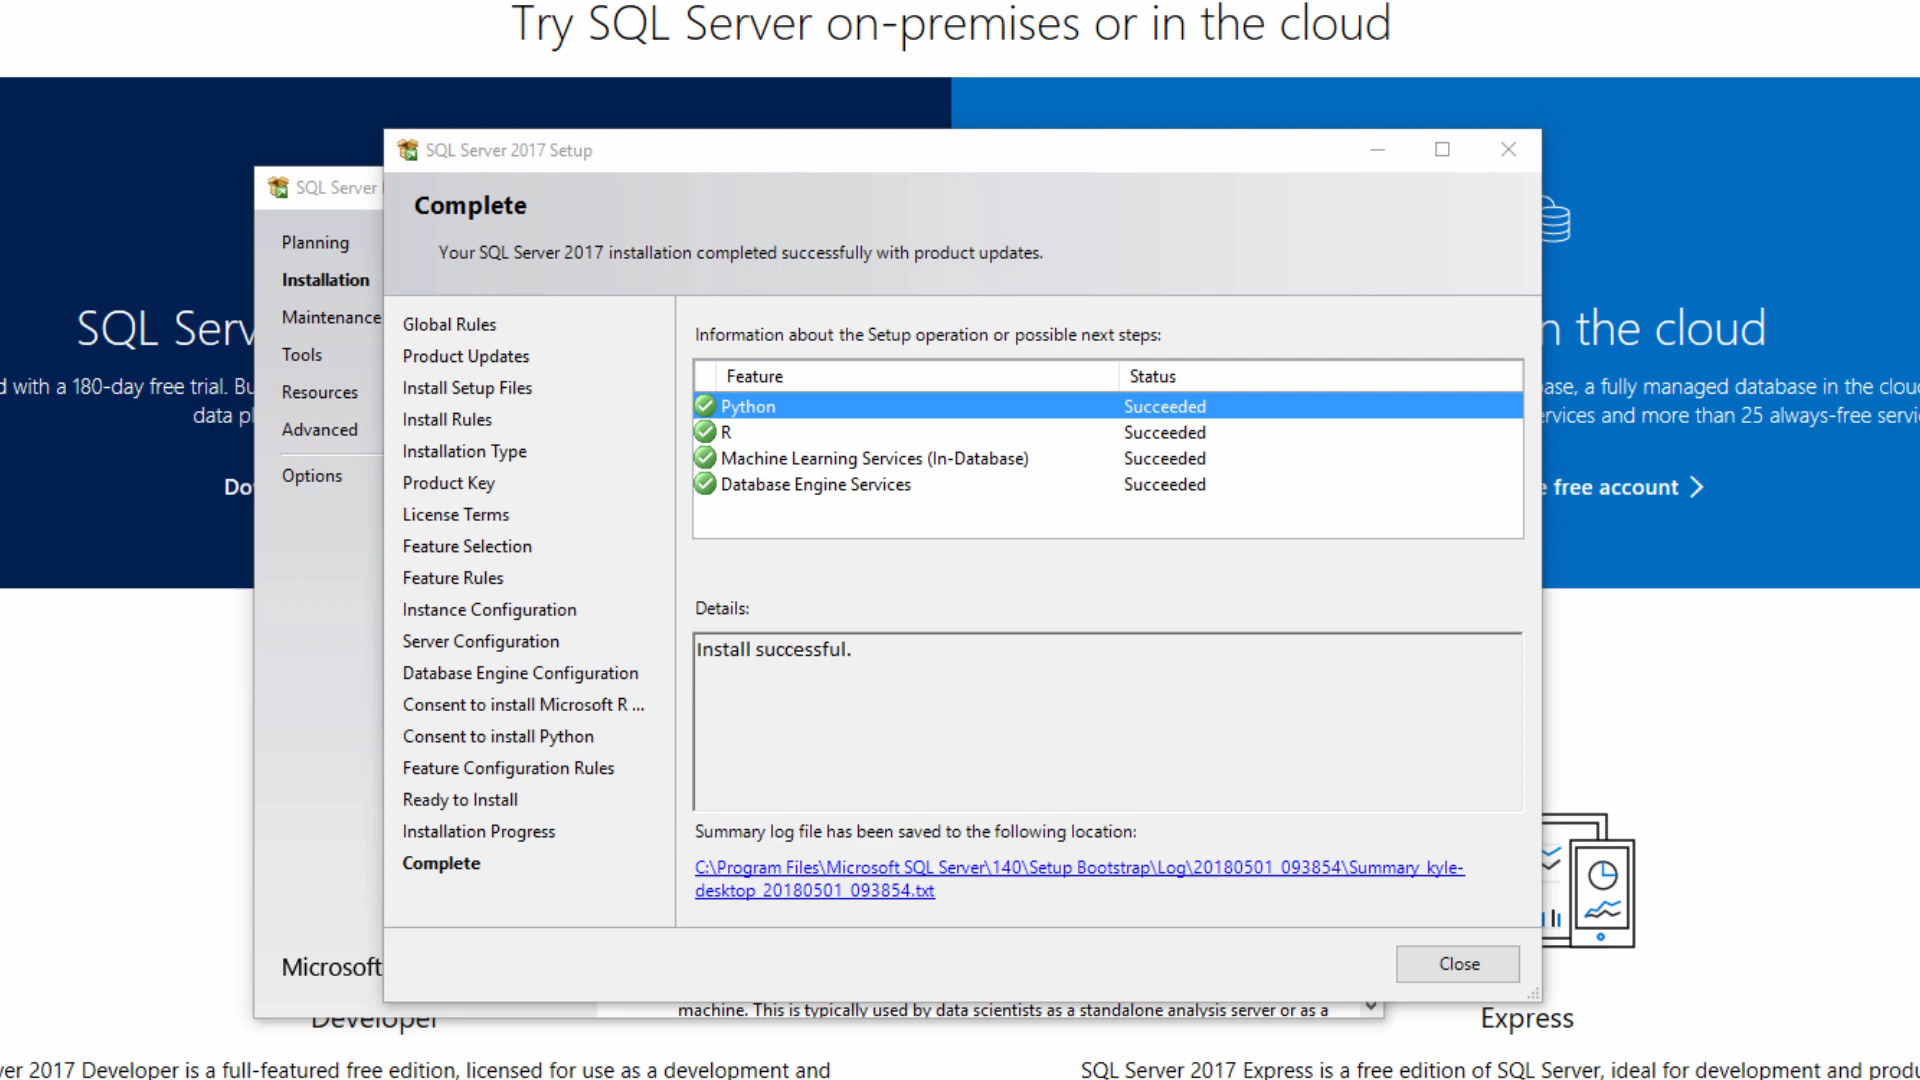 Try SQL Server on-premises or in the cloud
SQL Server 2017 Setup
SQL Server
Complete
Your SQL Server 2017 installation completed successfully with product updates.
Planning
Installation
Maintenance
Tools
Resources
Advanced
Options
Microsoft
Global Rules
Product Updates
Install Setup Files
Install Rules
Installation Type
Product Key
License Terms
Feature Selection
Feature Rules
Instance Configuration
Server Configuration
Database Engine Configuration
Consent to install Microsoft R ...
Consent to install Python
Feature Configuration Rules
Ready to Install
Installation Progress
Complete
Information about the Setup operation or possible next steps:
Feature Status
Python Succeeded
R Succeeded
Machine Learning Services (In-Database) Succeeded
Database Engine Services Succeeded
Details:
Install successful.
Summary log file has been saved to the following location:
C:\Program Files\Microsoft SQL Server\140\Setup Bootstrap\Log\20180501_093854\Summary_kyle-
desktop_20180501_093854.txt
Close
SQL Serv
d with a 180-day free trial. Bu
data pl
Do
n the cloud
ase, a fully managed database in the clou
ervices and more than 25 always-free servi
e free account
machine. This is typically used by data scientists as a standalone analysis server or as a
Developer
Express
ver 2017 Developer is a full-featured free edition, licensed for use as a development and
SQL Server 2017 Express is a free edition of SQL Server, ideal for development and produ